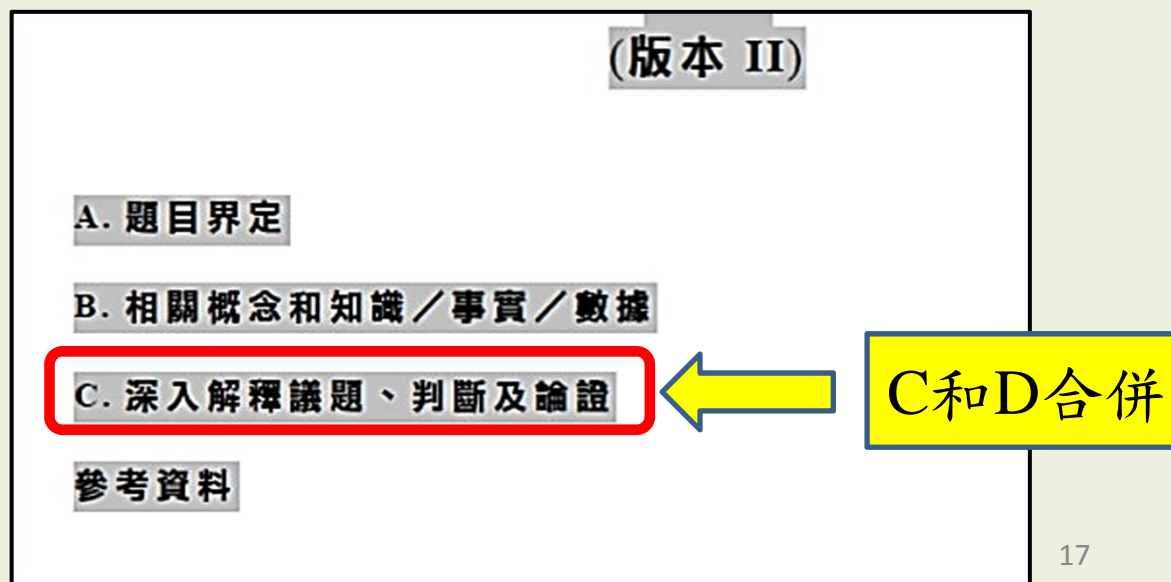 (版本 II)
A. 題目界定
B. 相關概念和知識／事實／數據
C. 深入解釋議題、判斷及論證
C和D合併
參考資料
17